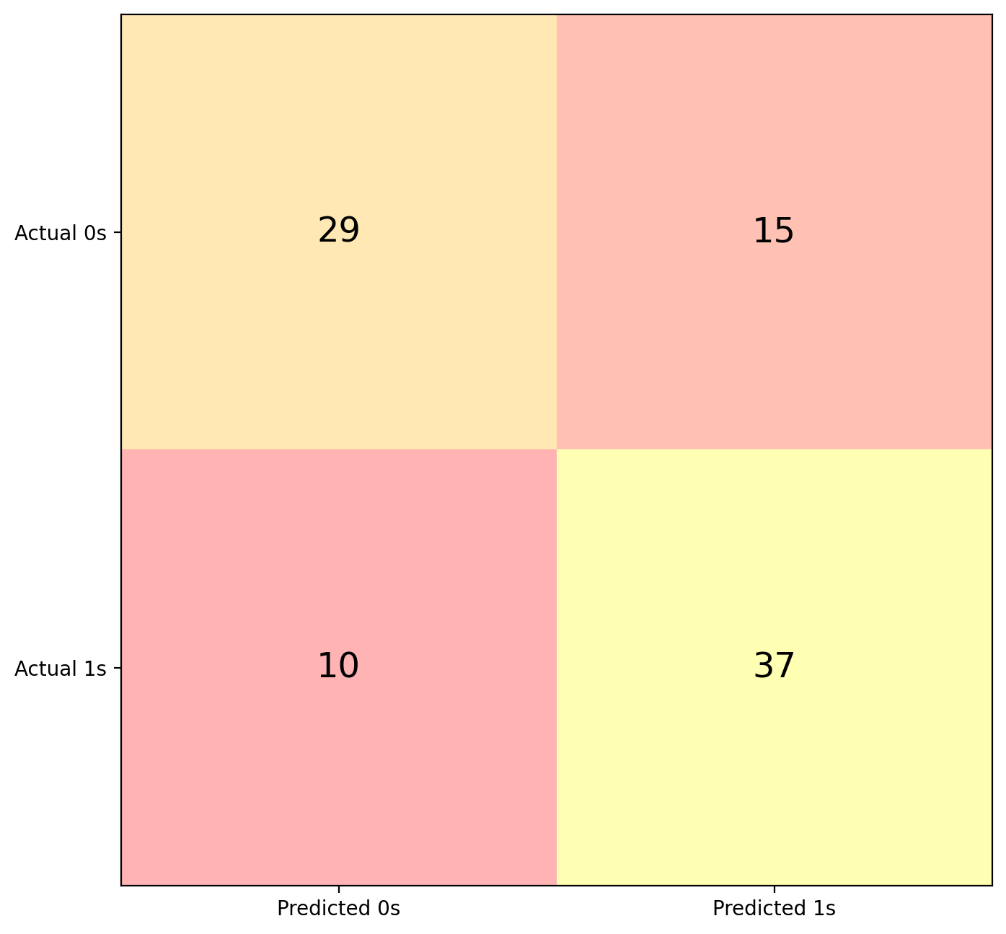 Actual 0s
29
15
Actual 1s
10
37
Predicted 0s
Predicted 1s